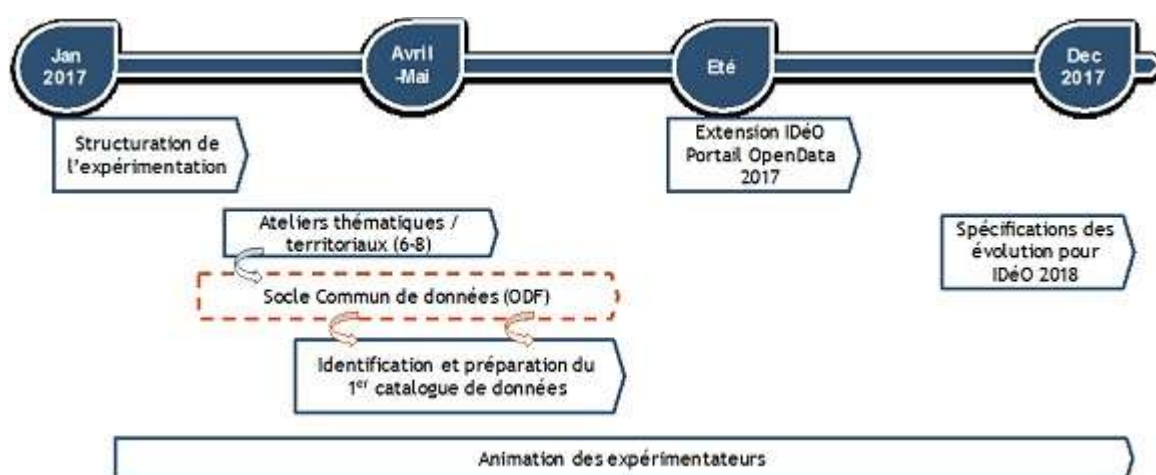 Jan
2017
Avril
-Mai
Eté
Dec
2017
Structuration de
l'expérimentation
Extension IDéO
Portail OpenData
2017
Ateliers thématiques /
territoriaux (6-8)
Spécifications des
évolution pour
IDéO 2018
Socle Commun de données (ODF)
Identification et préparation du
1er catalogue de données
Animation des expérimentateurs